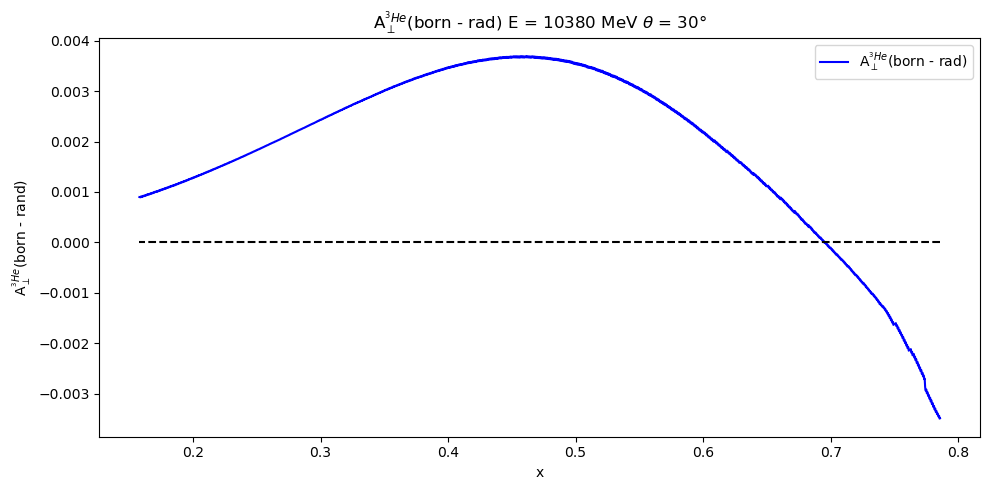 A⊥³ᴴᵉ(born - rad) E = 10380 MeV θ = 30°
A⊥³ᴴᵉ(born - rad)
A⊥³ᴴᵉ(born - rand)
0.004
0.003
0.002
0.001
0.000
−0.001
−0.002
−0.003
0.2 0.3 0.4 0.5 0.6 0.7 0.8
x